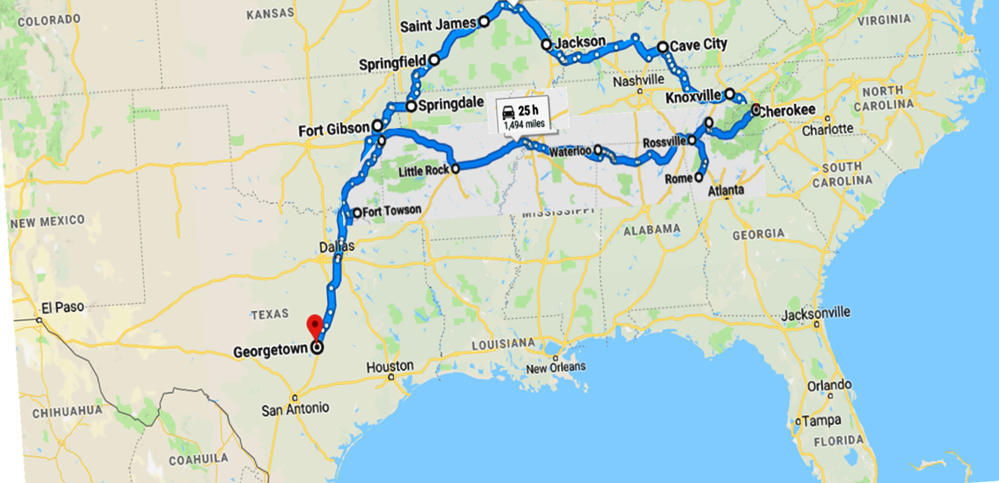 COLORADO
KANSAS
VIRGINIA
Saint James
Jackson
Cave City
Springfield
Nashville
Knoxville
NORTH
CAROLINA
Springdale
25 h
1,494 miles
Cherokee
Fort Gibson
Charlotte
Rossville
Waterloo
Little Rock
Rome
Atlanta
SOUTH
CAROLINA
Fort Towson
MISSISSIPPI
NEW MEXICO
ALABAMA
GEORGIA
Dallas
El Paso
TEXAS
Jacksonville
Georgetown
LOUISIANA
Houston
New Orleans
Orlando
San Antonio
CHIHUAHUA
Tampa
FLORIDA
COAHUILA